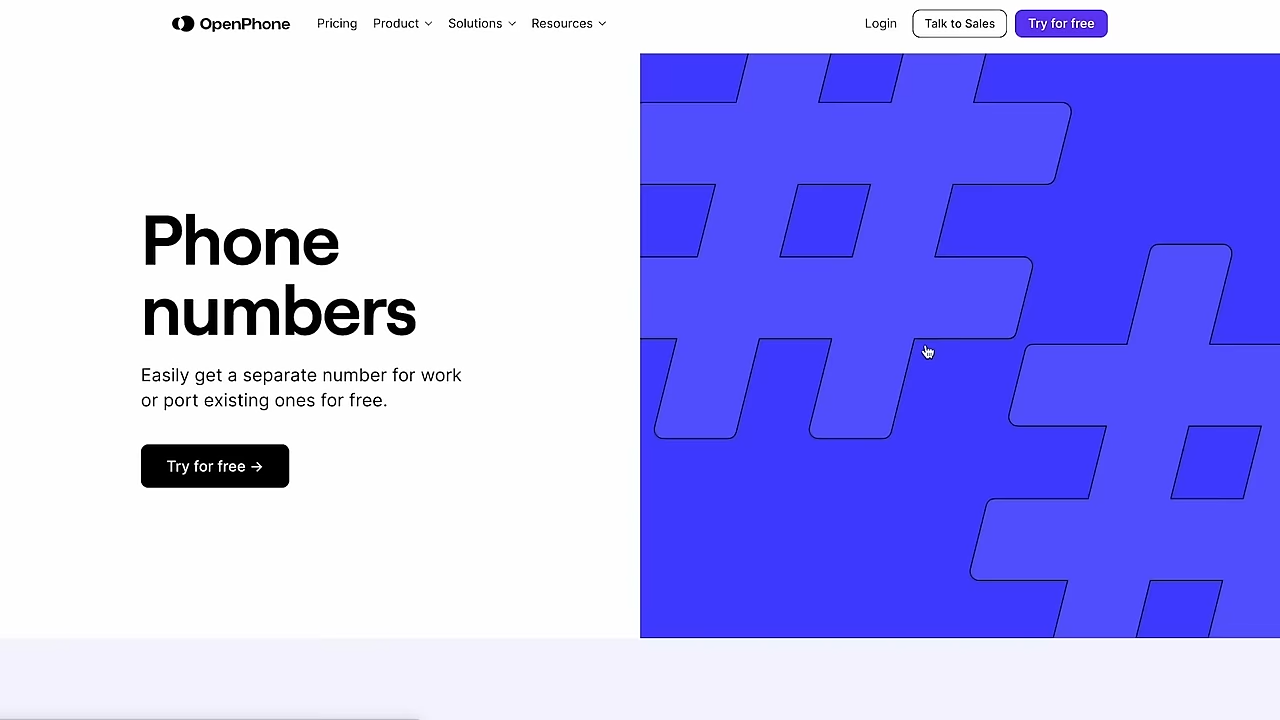 OpenPhone Pricing Product Solutions Resources Login Talk to Sales Try for free
Phone
numbers
Easily get a separate number for work
or port existing ones for free.
Try for free →